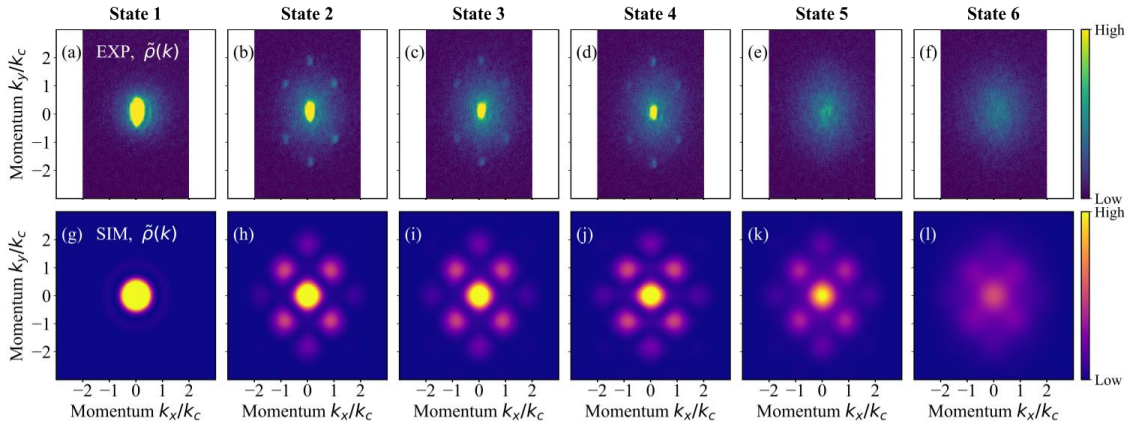 State 1 State 2 State 3 State 4 State 5 State 6
(a) EXP, ρ̃(k) (b) (c) (d) (e) (f)
Momentum k_y/k_c
2
1
0
−1
−2
High
Low
(g) SIM, ρ̃(k) (h) (i) (j) (k) (l)
Momentum k_y/k_c
2
1
0
−1
−2
High
Low
−2 −1 0 1 2 −2 −1 0 1 2 −2 −1 0 1 2 −2 −1 0 1 2 −2 −1 0 1 2 −2 −1 0 1 2
Momentum k_x/k_c Momentum k_x/k_c Momentum k_x/k_c Momentum k_x/k_c Momentum k_x/k_c Momentum k_x/k_c